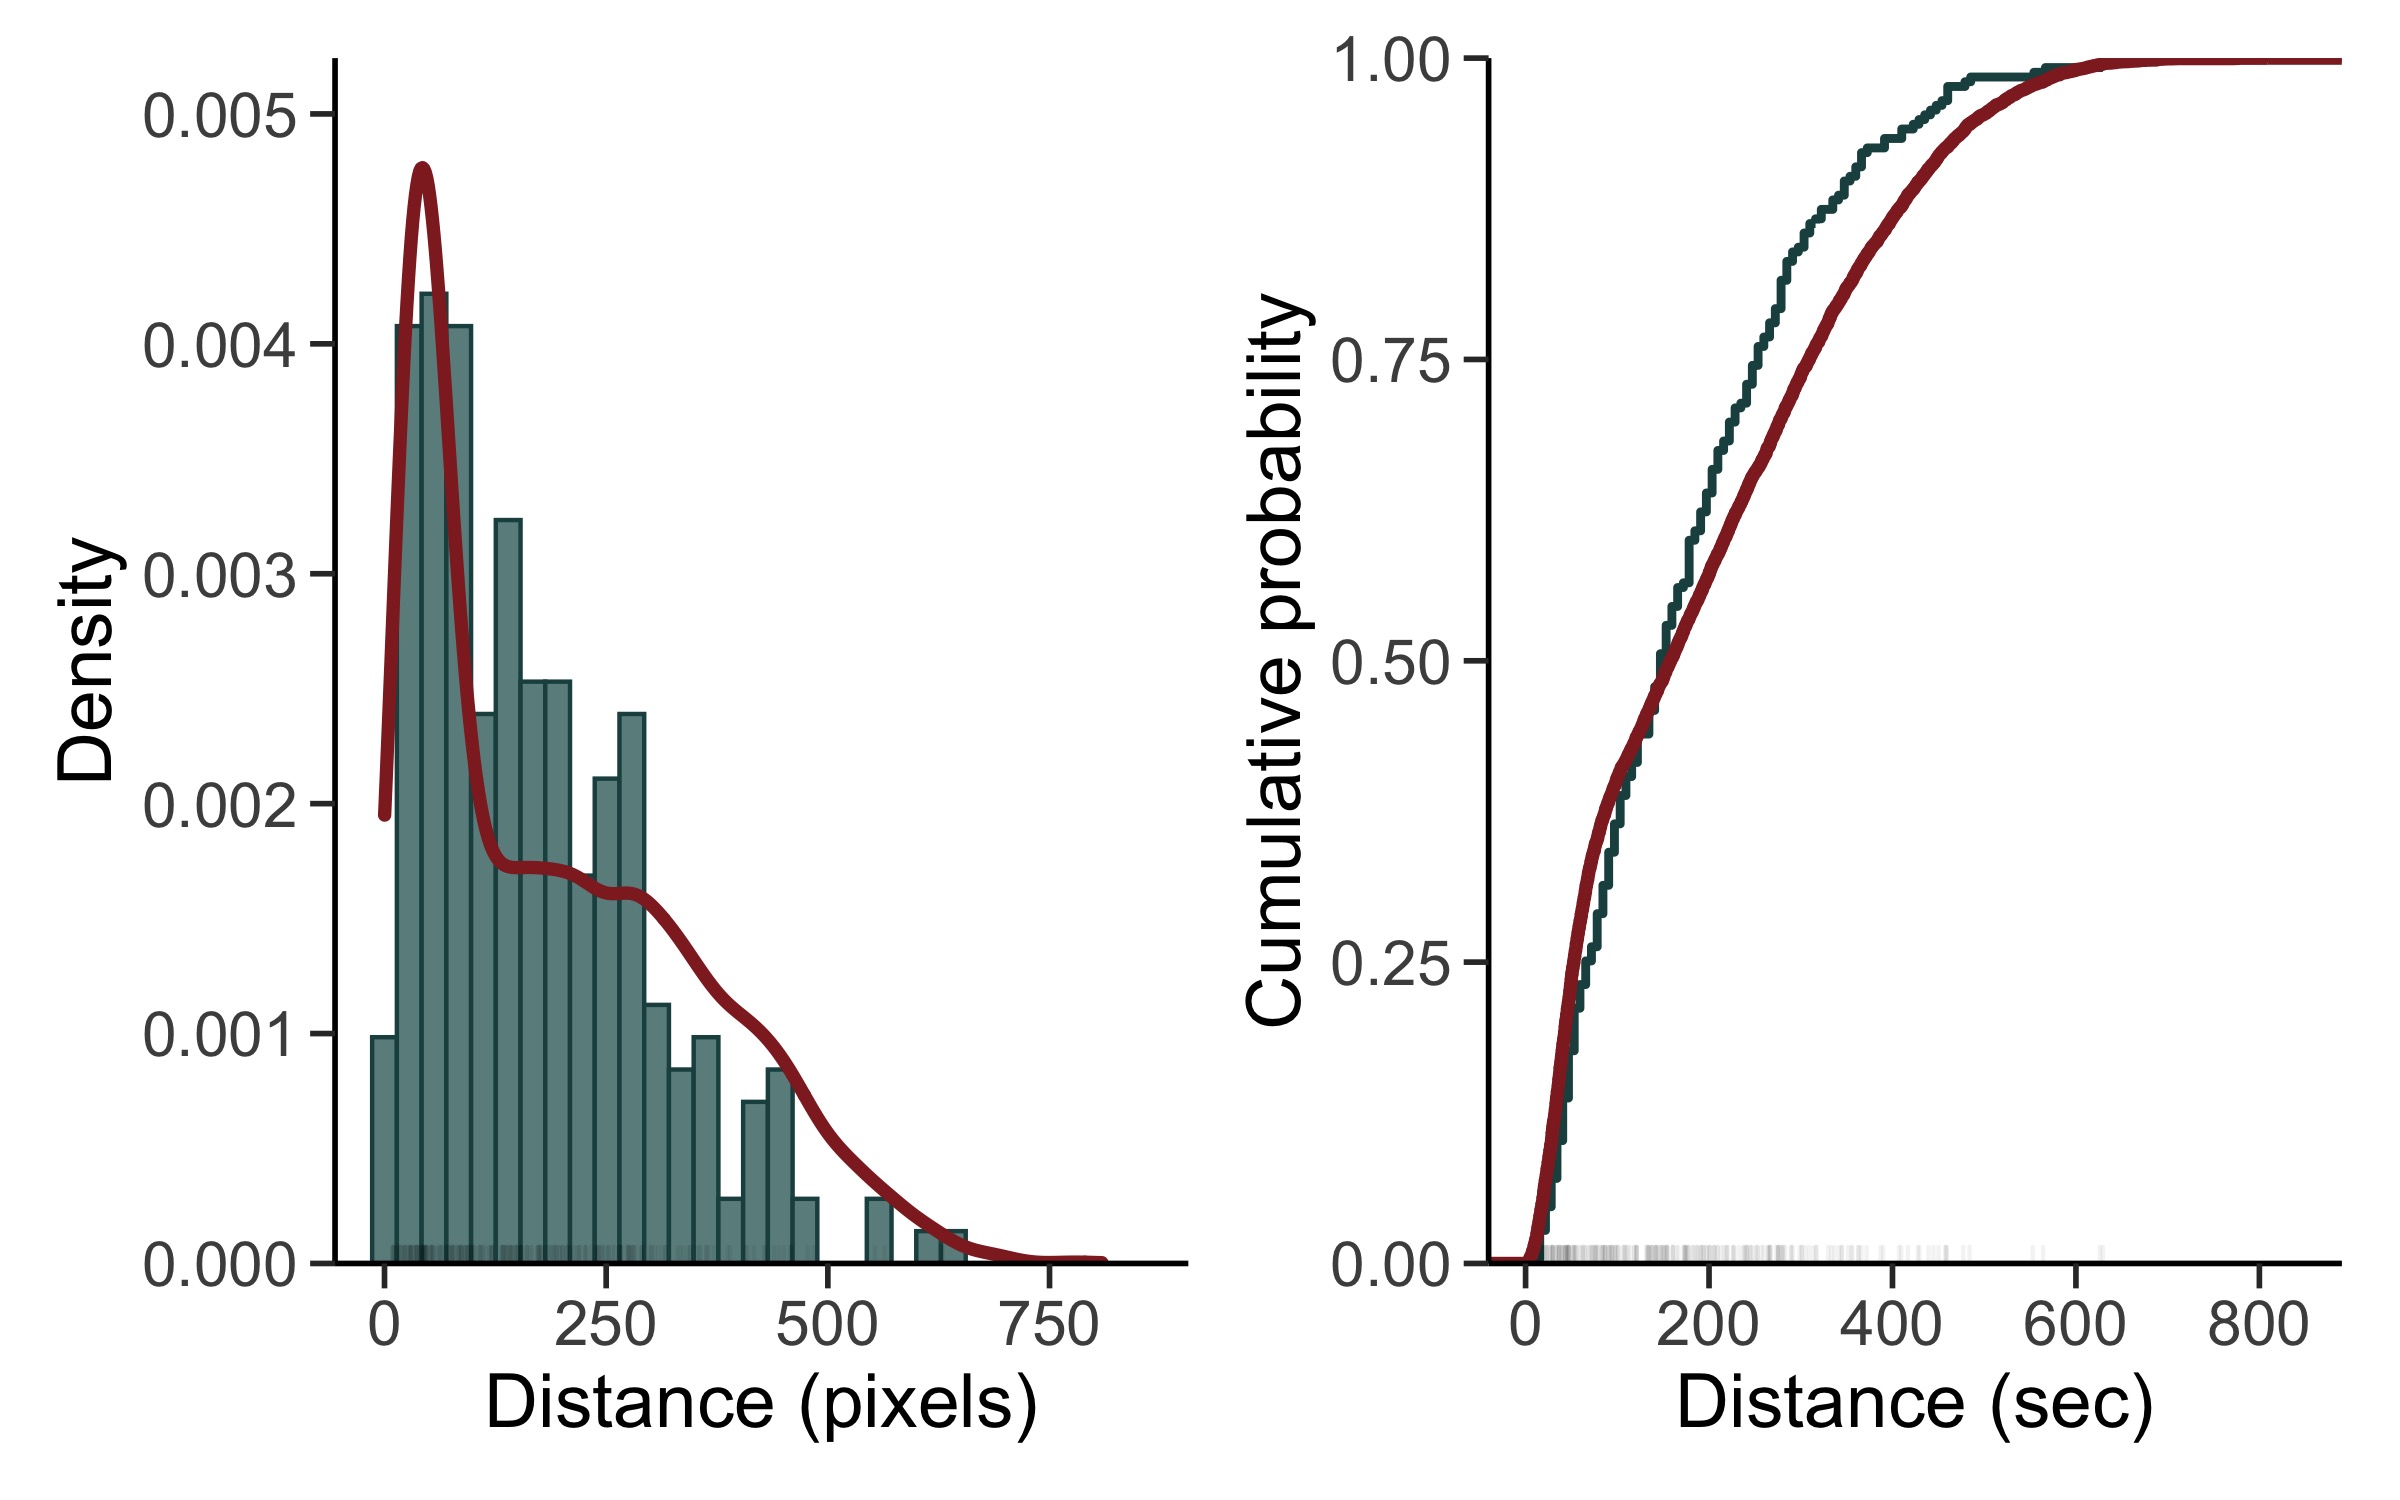 Density
0.005
0.004
0.003
0.002
0.001
0.000
0 250 500 750
Distance (pixels)
Cumulative probability
1.00
0.75
0.50
0.25
0.00
0 200 400 600 800
Distance (sec)